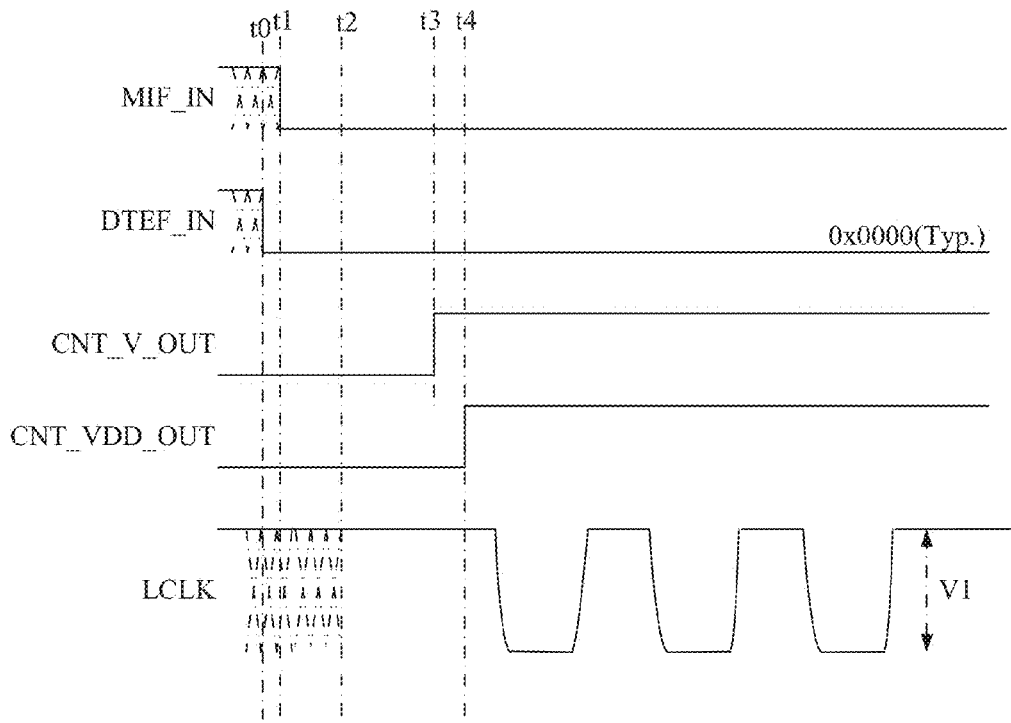 t0 t1 t2 t3 t4
MIF_IN
DTEF_IN
0x0000(Typ.)
CNT_V_OUT
CNT_VDD_OUT
LCLK
V1